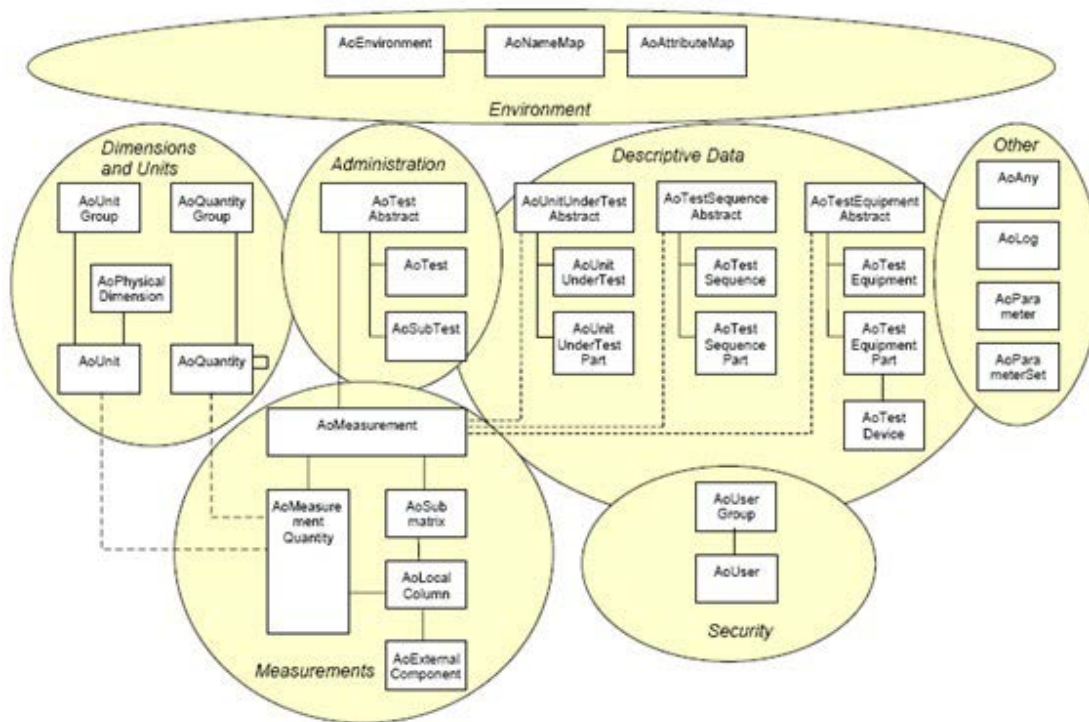 AoEnvironment
AoNameMap
AoAttributeMap
Environment
Dimensions
and Units
AoUnit
Group
AoQuantity
Group
AoPhysical
Dimension
AoUnit
AoQuantity
Administration
AoTest
Abstract
AoTest
AoSubTest
Descriptive Data
AoUnitUnderTest
Abstract
AoUnit
UnderTest
AoUnit
UnderTest
Part
AoTestSequence
Abstract
AoTest
Sequence
AoTest
Sequence
Part
AoTestEquipment
Abstract
AoTest
Equipment
AoTest
Equipment
Part
AoTest
Device
Other
AoAny
AoLog
AoPara
meter
AoPara
meterSet
AoMeasurement
AoMeasure
ment
Quantity
AoSub
matrix
AoLocal
Column
AoExternal
Component
Measurements
AoUser
Group
AoUser
Security